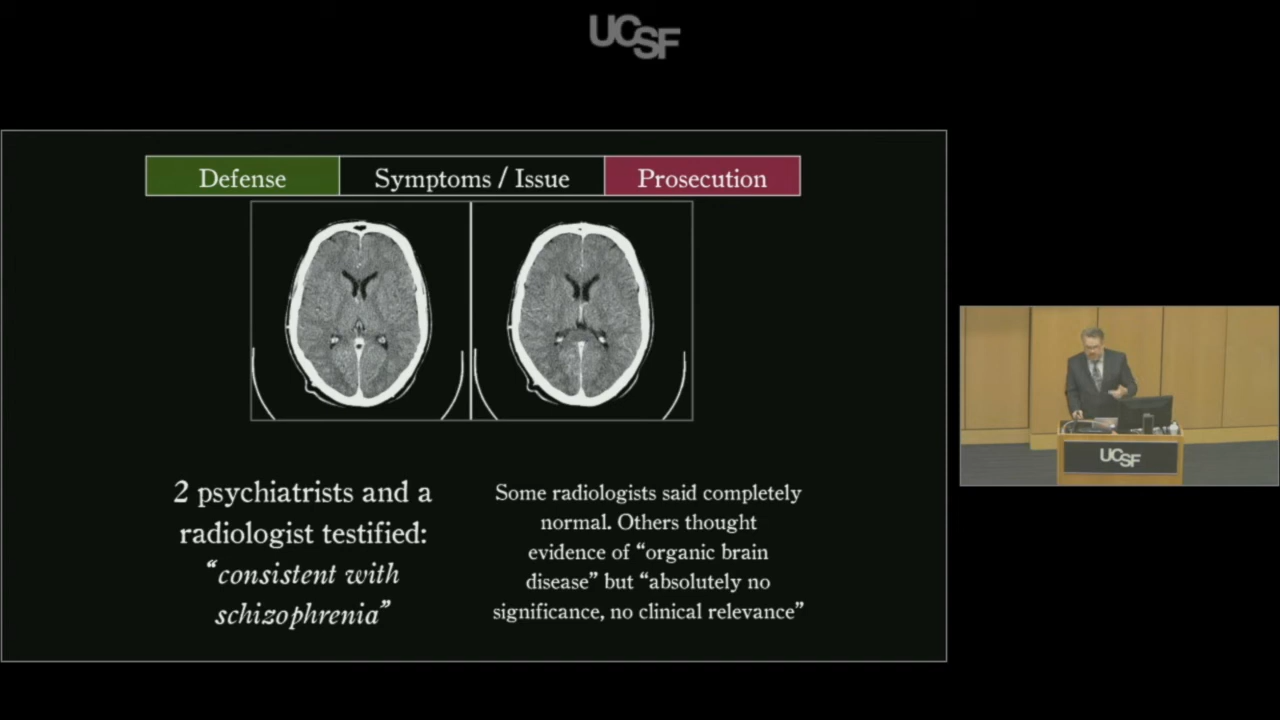 UCSF
Defense
Symptoms / Issue
Prosecution
2 psychiatrists and a
radiologist testified:
“consistent with
schizophrenia”
Some radiologists said completely
normal. Others thought
evidence of “organic brain
disease” but “absolutely no
significance, no clinical relevance”
UCSF